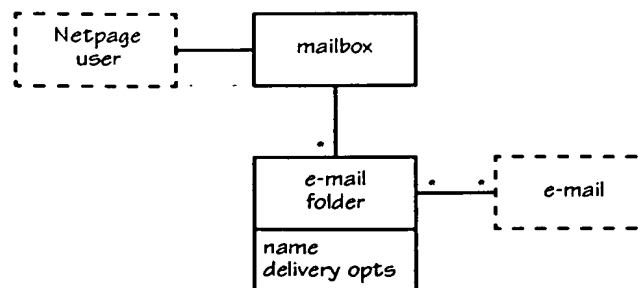 Netpage
user
mailbox
*
e-mail
folder
* *
e-mail
name
delivery opts